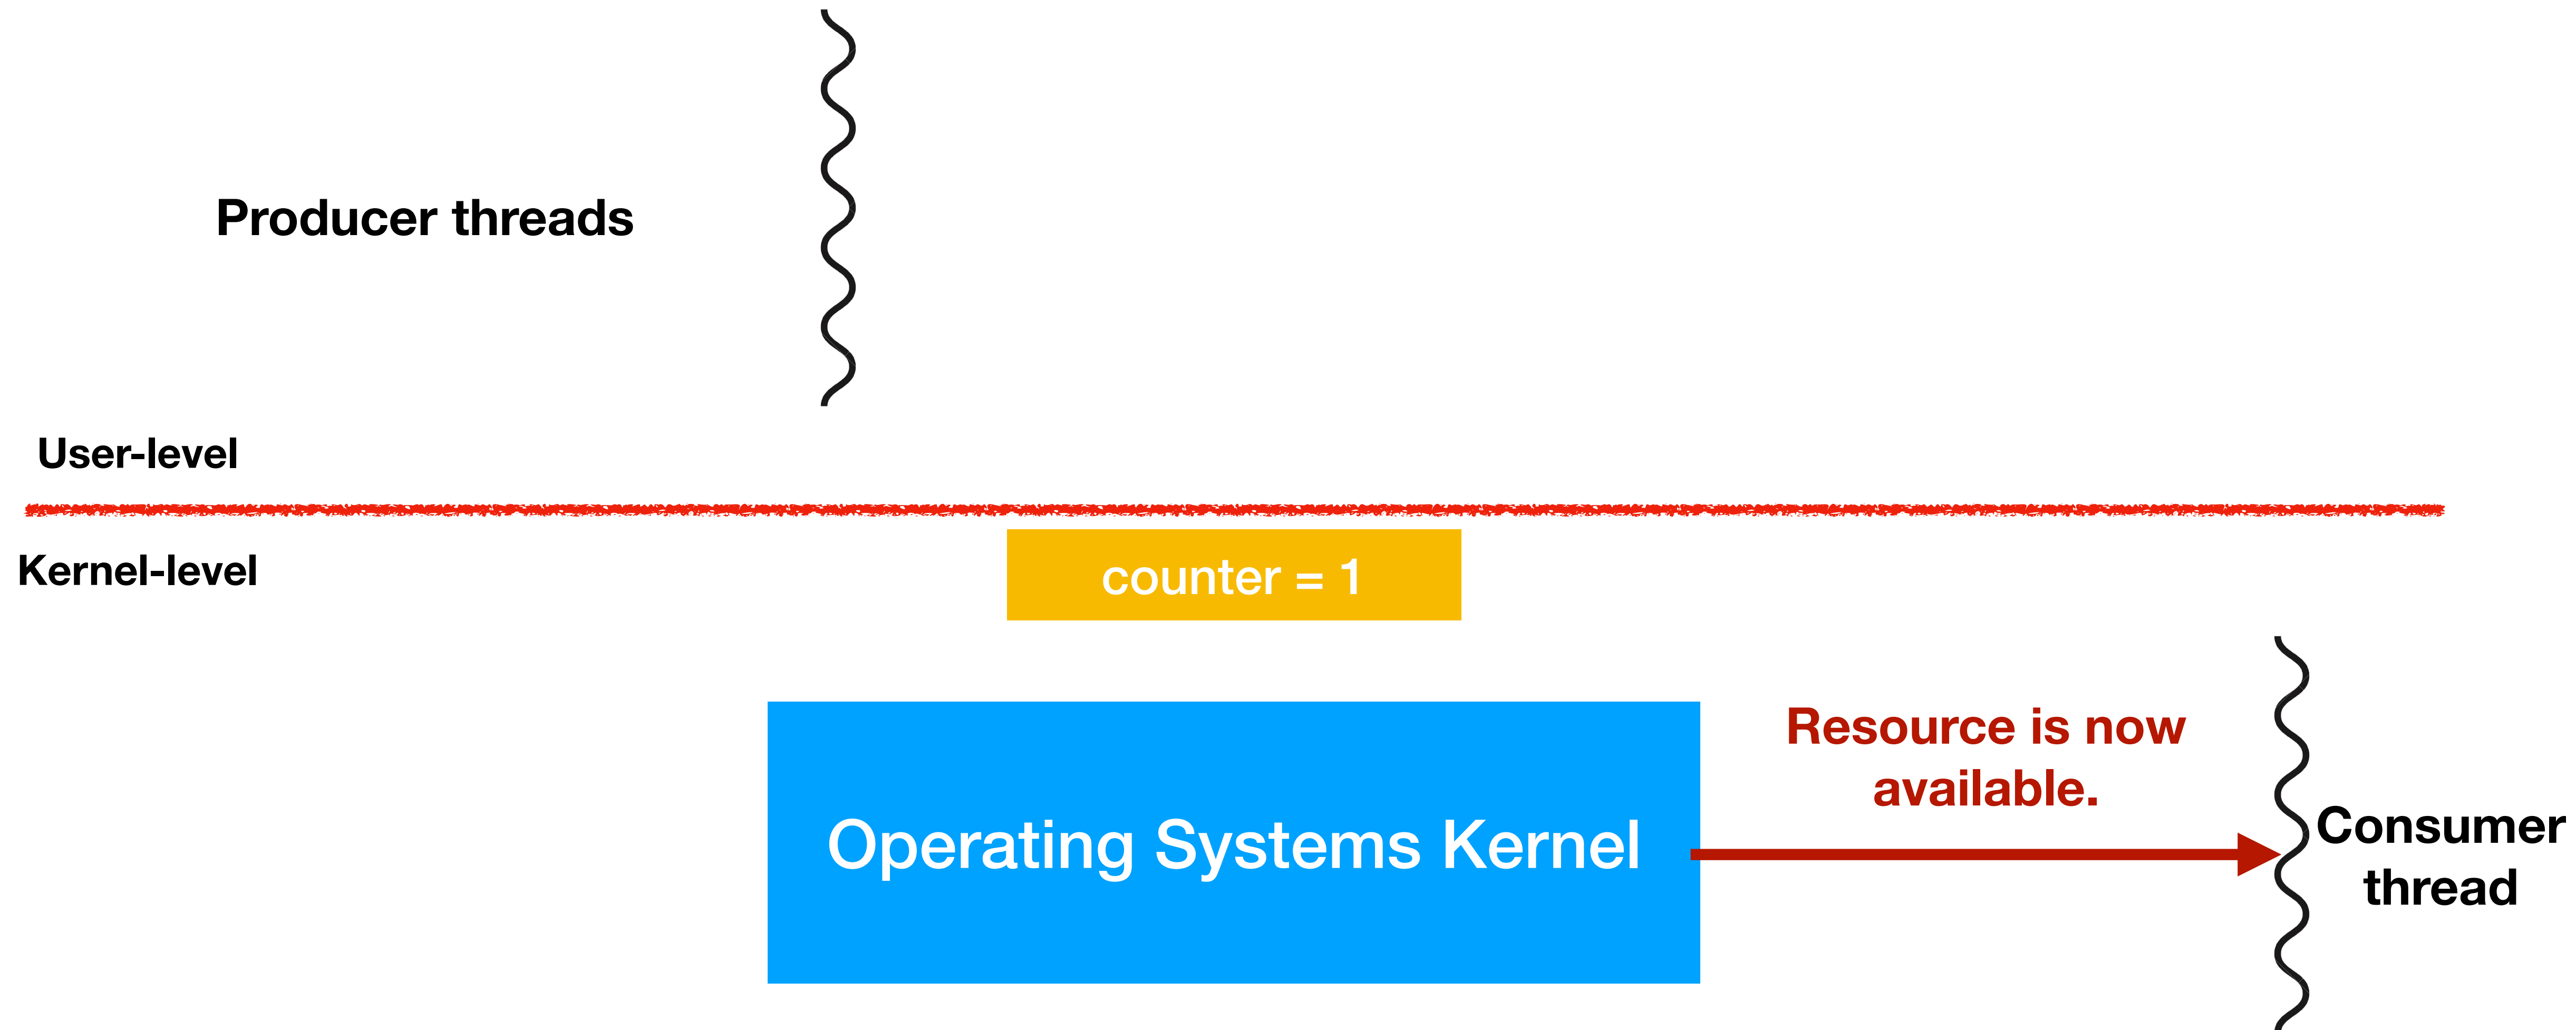 Producer threads
User-level
Kernel-level
counter = 1
Operating Systems Kernel
Resource is now
available.
Consumer
thread